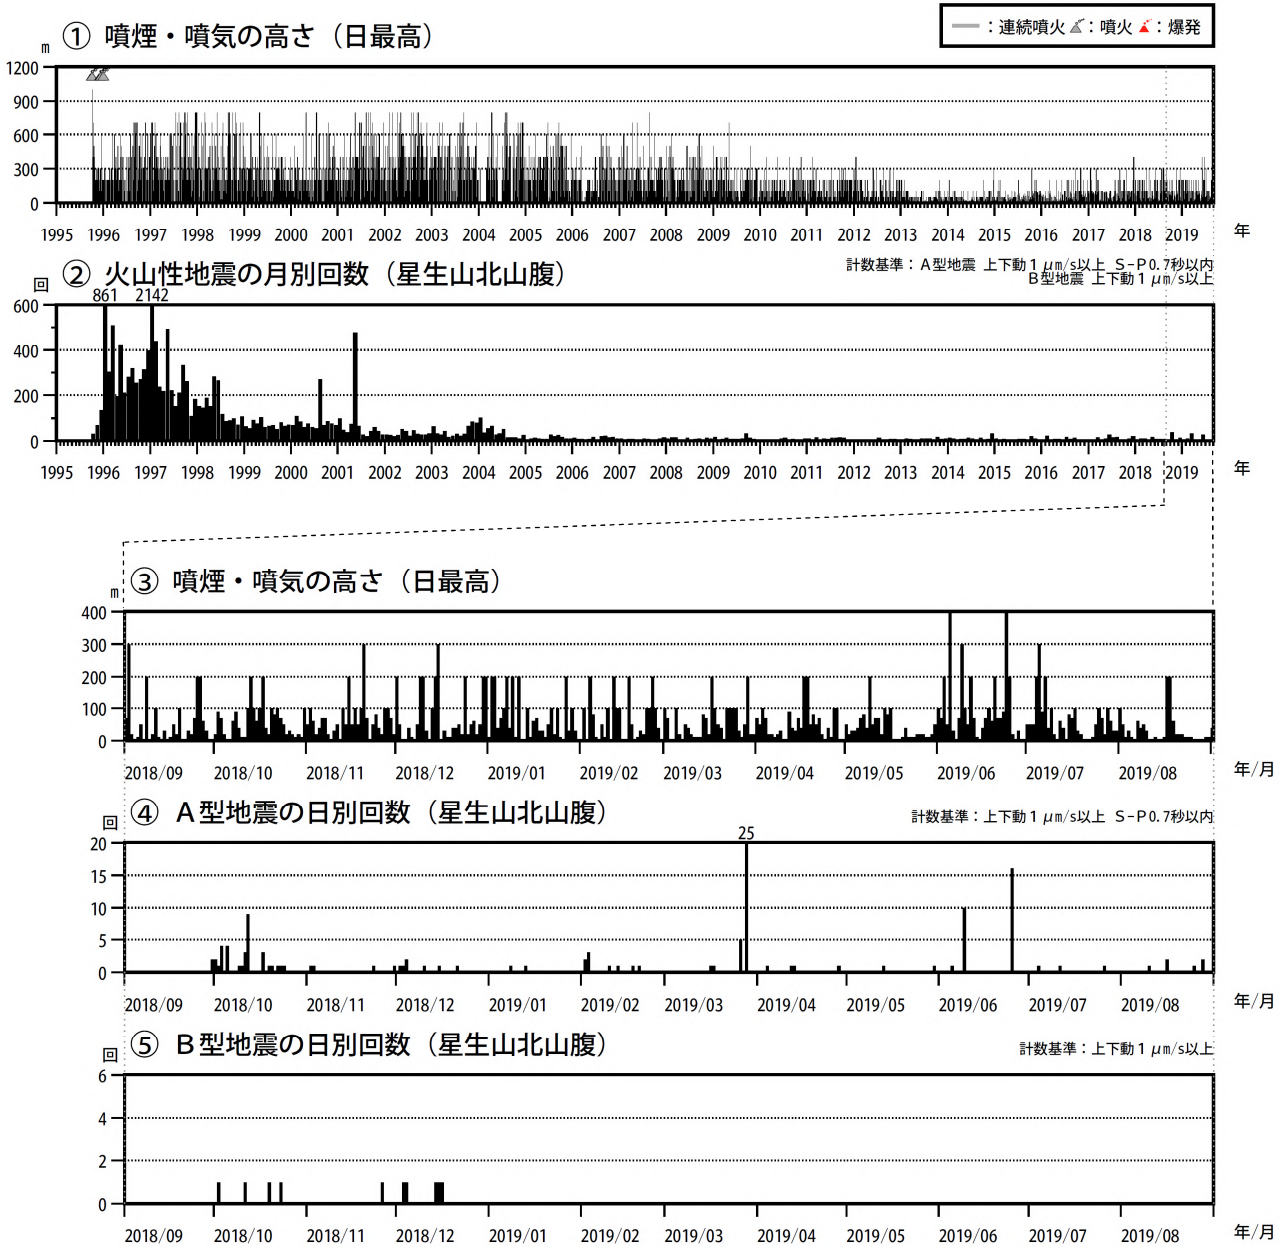 ① 噴煙・噴気の高さ（日最高）
━：連続噴火 ：噴火 ：爆発
m
1200
900
600
300
0
1995 1996 1997 1998 1999 2000 2001 2002 2003 2004 2005 2006 2007 2008 2009 2010 2011 2012 2013 2014 2015 2016 2017 2018 2019 年
② 火山性地震の月別回数（星生山北山腹）
計数基準：A型地震 上下動1μm/s以上 S-P0.7秒以内
B型地震 上下動1μm/s以上
回
861 2142
600
400
200
0
1995 1996 1997 1998 1999 2000 2001 2002 2003 2004 2005 2006 2007 2008 2009 2010 2011 2012 2013 2014 2015 2016 2017 2018 2019 年
③ 噴煙・噴気の高さ（日最高）
m
400
300
200
100
0
2018/09 2018/10 2018/11 2018/12 2019/01 2019/02 2019/03 2019/04 2019/05 2019/06 2019/07 2019/08 年/月
④ A型地震の日別回数（星生山北山腹）
計数基準：上下動1μm/s以上 S-P0.7秒以内
回
25
20
15
10
5
0
2018/09 2018/10 2018/11 2018/12 2019/01 2019/02 2019/03 2019/04 2019/05 2019/06 2019/07 2019/08 年/月
⑤ B型地震の日別回数（星生山北山腹）
計数基準：上下動1μm/s以上
回
6
4
2
0
2018/09 2018/10 2018/11 2018/12 2019/01 2019/02 2019/03 2019/04 2019/05 2019/06 2019/07 2019/08 年/月